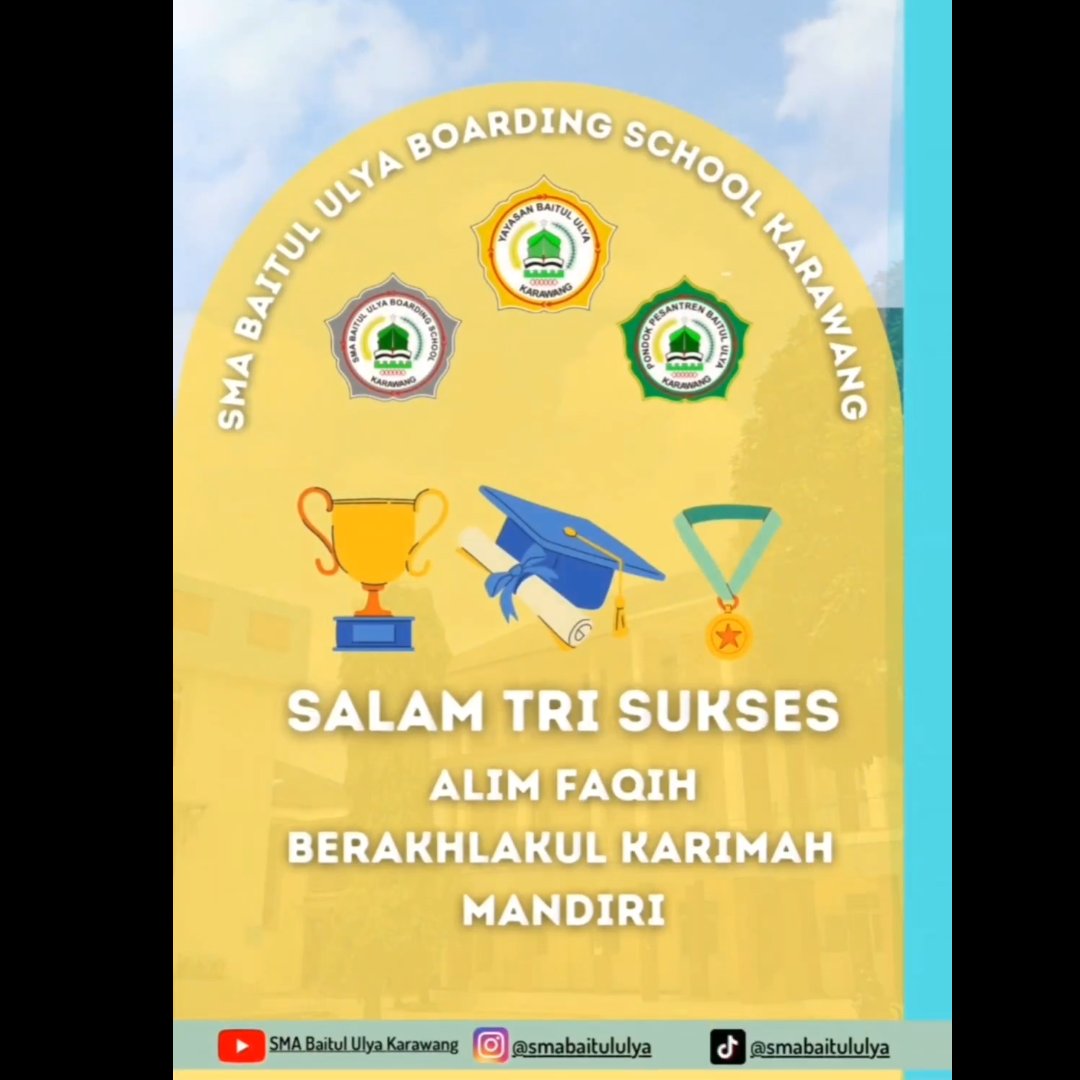 SMA BAITUL ULYA BOARDING SCHOOL KARAWANG
YAYASAN BAITUL ULYA
KARAWANG
SMA BAITUL ULYA BOARDING SCHOOL
KARAWANG
PONDOK PESANTREN BAITUL ULYA
KARAWANG
SALAM TRI SUKSES
ALIM FAQIH
BERAKHLAKUL KARIMAH
MANDIRI
SMA Baitul Ulya Karawang @smabaitululya @smabaitululya